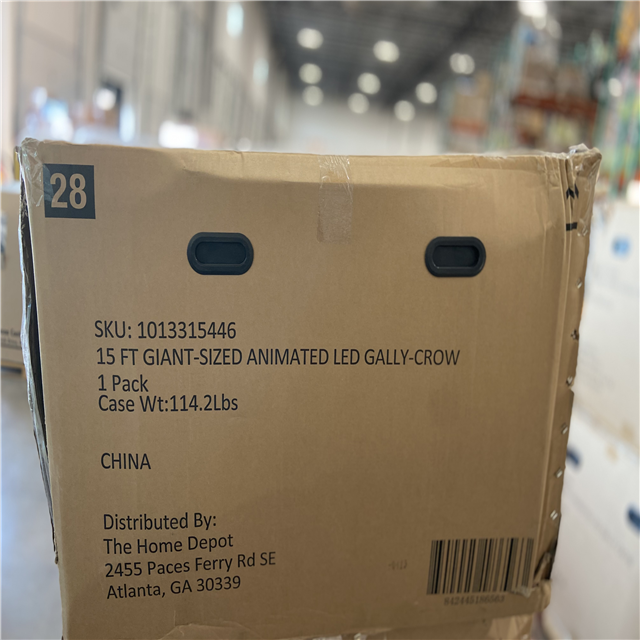 28
SKU: 1013315446
15 FT GIANT-SIZED ANIMATED LED GALLY-CROW
1 Pack
Case Wt:114.2Lbs
CHINA
Distributed By:
The Home Depot
2455 Paces Ferry Rd SE
Atlanta, GA 30339